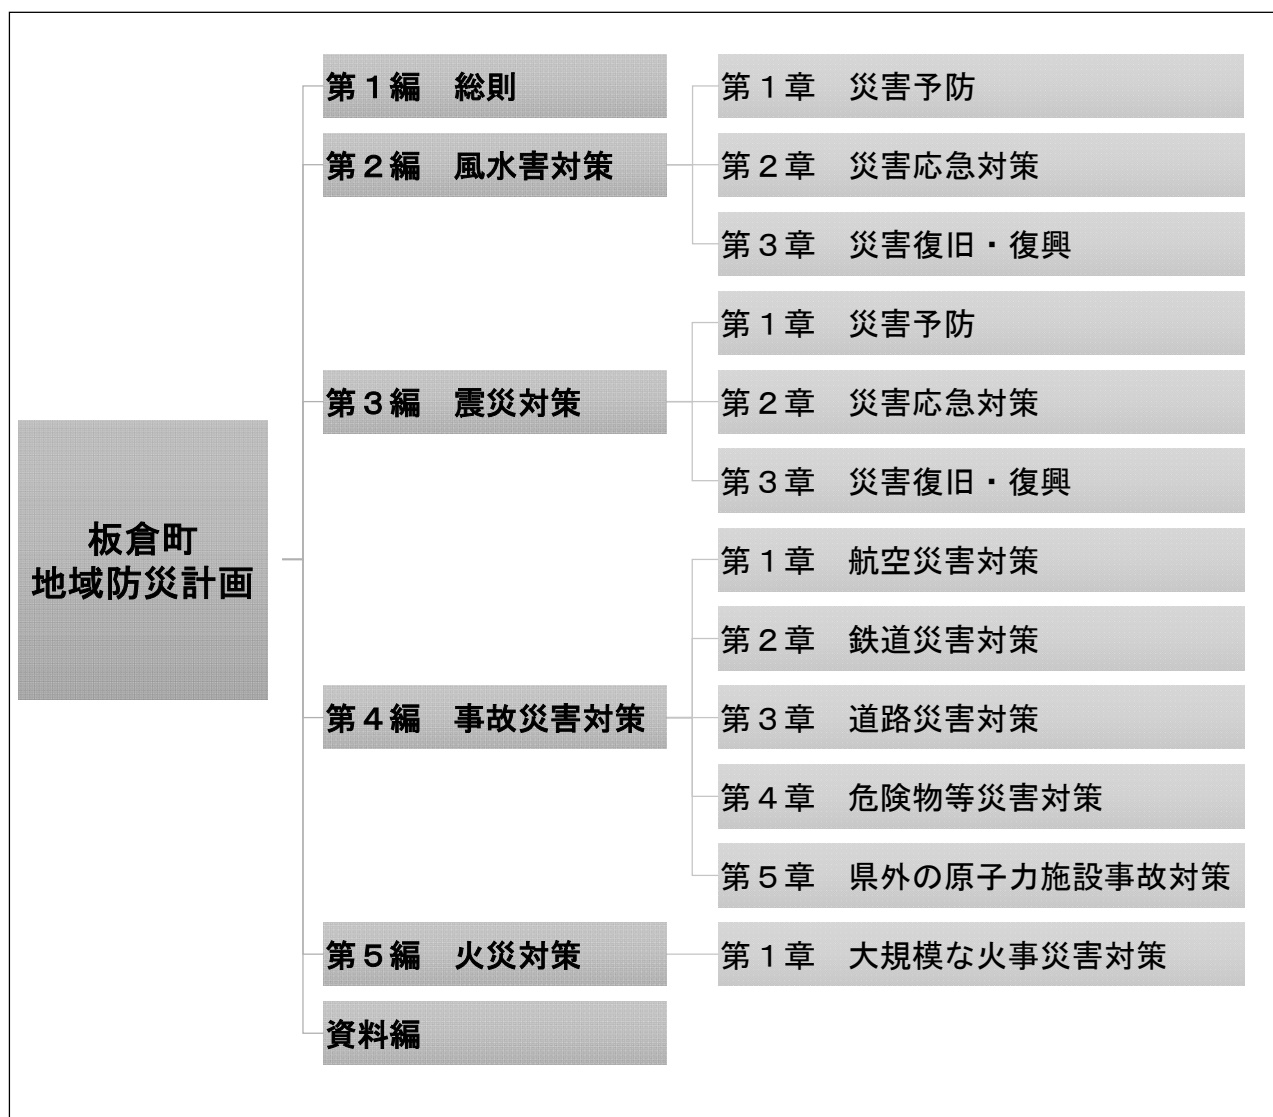 板倉町
地域防災計画
第１編　総則
第２編　風水害対策
第１章　災害予防
第２章　災害応急対策
第３章　災害復旧・復興
第３編　震災対策
第１章　災害予防
第２章　災害応急対策
第３章　災害復旧・復興
第４編　事故災害対策
第１章　航空災害対策
第２章　鉄道災害対策
第３章　道路災害対策
第４章　危険物等災害対策
第５章　県外の原子力施設事故対策
第５編　火災対策
第１章　大規模な火事災害対策
資料編